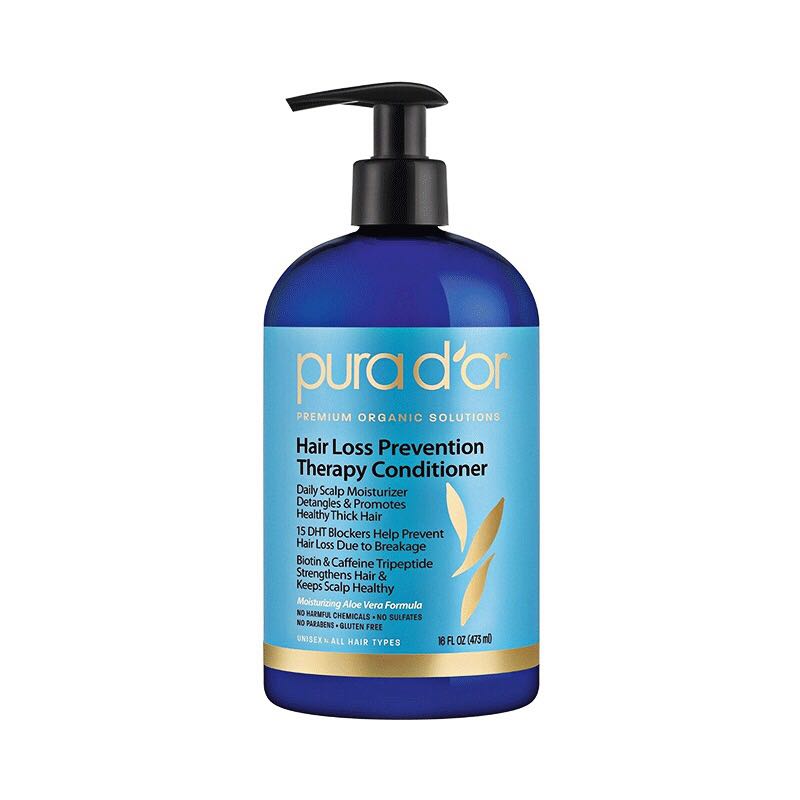 pura d'or
PREMIUM ORGANIC SOLUTIONS
Hair Loss Prevention
Therapy Conditioner
Daily Scalp Moisturizer
Detangles & Promotes
Healthy Thick Hair
15 DHT Blockers Help Prevent
Hair Loss Due to Breakage
Biotin & Caffeine Tripeptide
Strengthens Hair &
Keeps Scalp Healthy
Moisturizing Aloe Vera Formula
NO HARMFUL CHEMICALS • NO SULFATES
NO PARABENS • GLUTEN FREE
UNISEX ALL HAIR TYPES
16 FL OZ (473 ml)